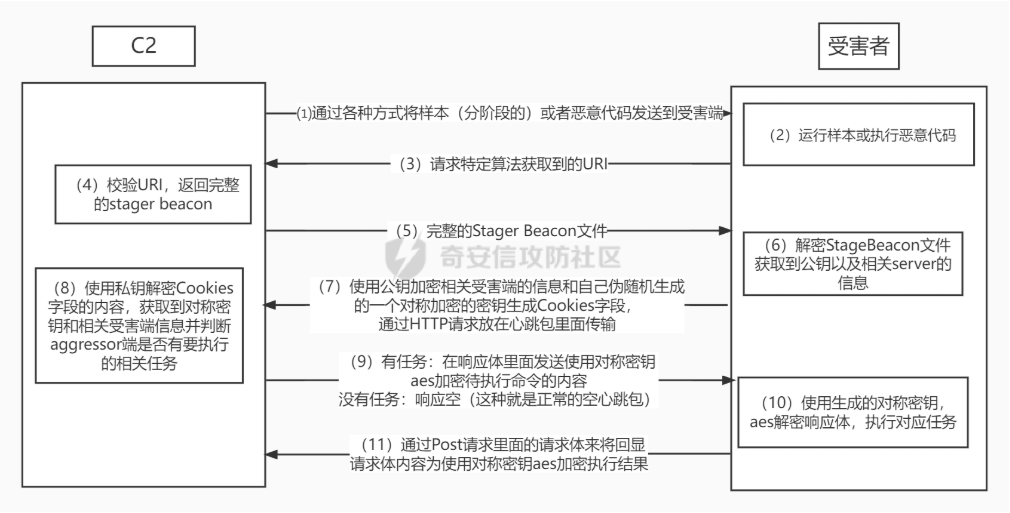 C2
受害者
(1)通过各种方式将样本（分阶段的）或者恶意代码发送到受害端
（2）运行样本或执行恶意代码
（3）请求特定算法获取到的URI
（4）校验URI，返回完整
的stager beacon
（5）完整的Stager Beacon文件
奇安信攻防社区
（6）解密StageBeacon文件
获取到公钥以及相关server的
信息
（7）使用公钥加密相关受害端的信息和自己伪随机生成
的一个对称加密的密钥生成Cookies字段，
通过HTTP请求放在心跳包里面传输
（8）使用私钥解密Cookies
字段的内容，获取到对称密
钥和相关受害端信息并判断
aggressor端是否有要执行
的相关任务
（9）有任务：在响应体里面发送使用对称密钥
aes加密待执行命令的内容
没有任务：响应空（这种就是正常的空心跳包）
（10）使用生成的对称密钥，
aes解密响应体，执行对应任务
（11）通过Post请求里面的请求体来将回显
请求体内容为使用对称密钥aes加密执行结果